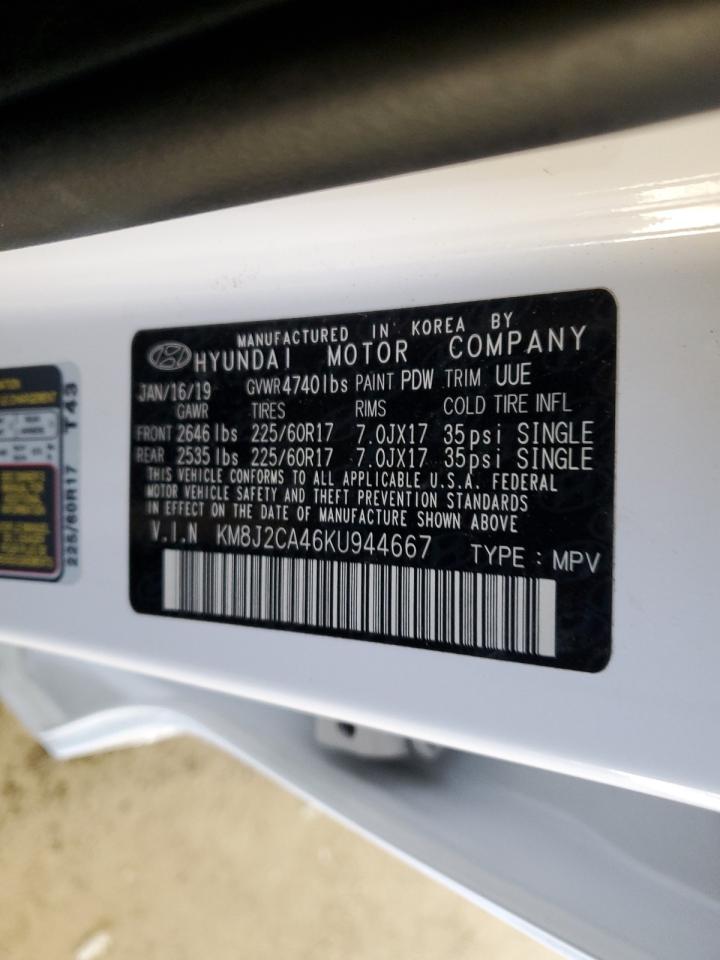 MANUFACTURED IN KOREA BY
HYUNDAI MOTOR COMPANY
JAN/16/19 GVWR 4740lbs PAINT PDW TRIM UUE
GAWR TIRES RIMS COLD TIRE INFL
FRONT 2646 lbs 225/60R17 7.0JX17 35psi SINGLE
REAR 2535 lbs 225/60R17 7.0JX17 35psi SINGLE
THIS VEHICLE CONFORMS TO ALL APPLICABLE U.S.A. FEDERAL
MOTOR VEHICLE SAFETY AND THEFT PREVENTION STANDARDS
IN EFFECT ON THE DATE OF MANUFACTURE SHOWN ABOVE
V.I.N KM8J2CA46KU944667 TYPE : MPV
225/60R17 T43